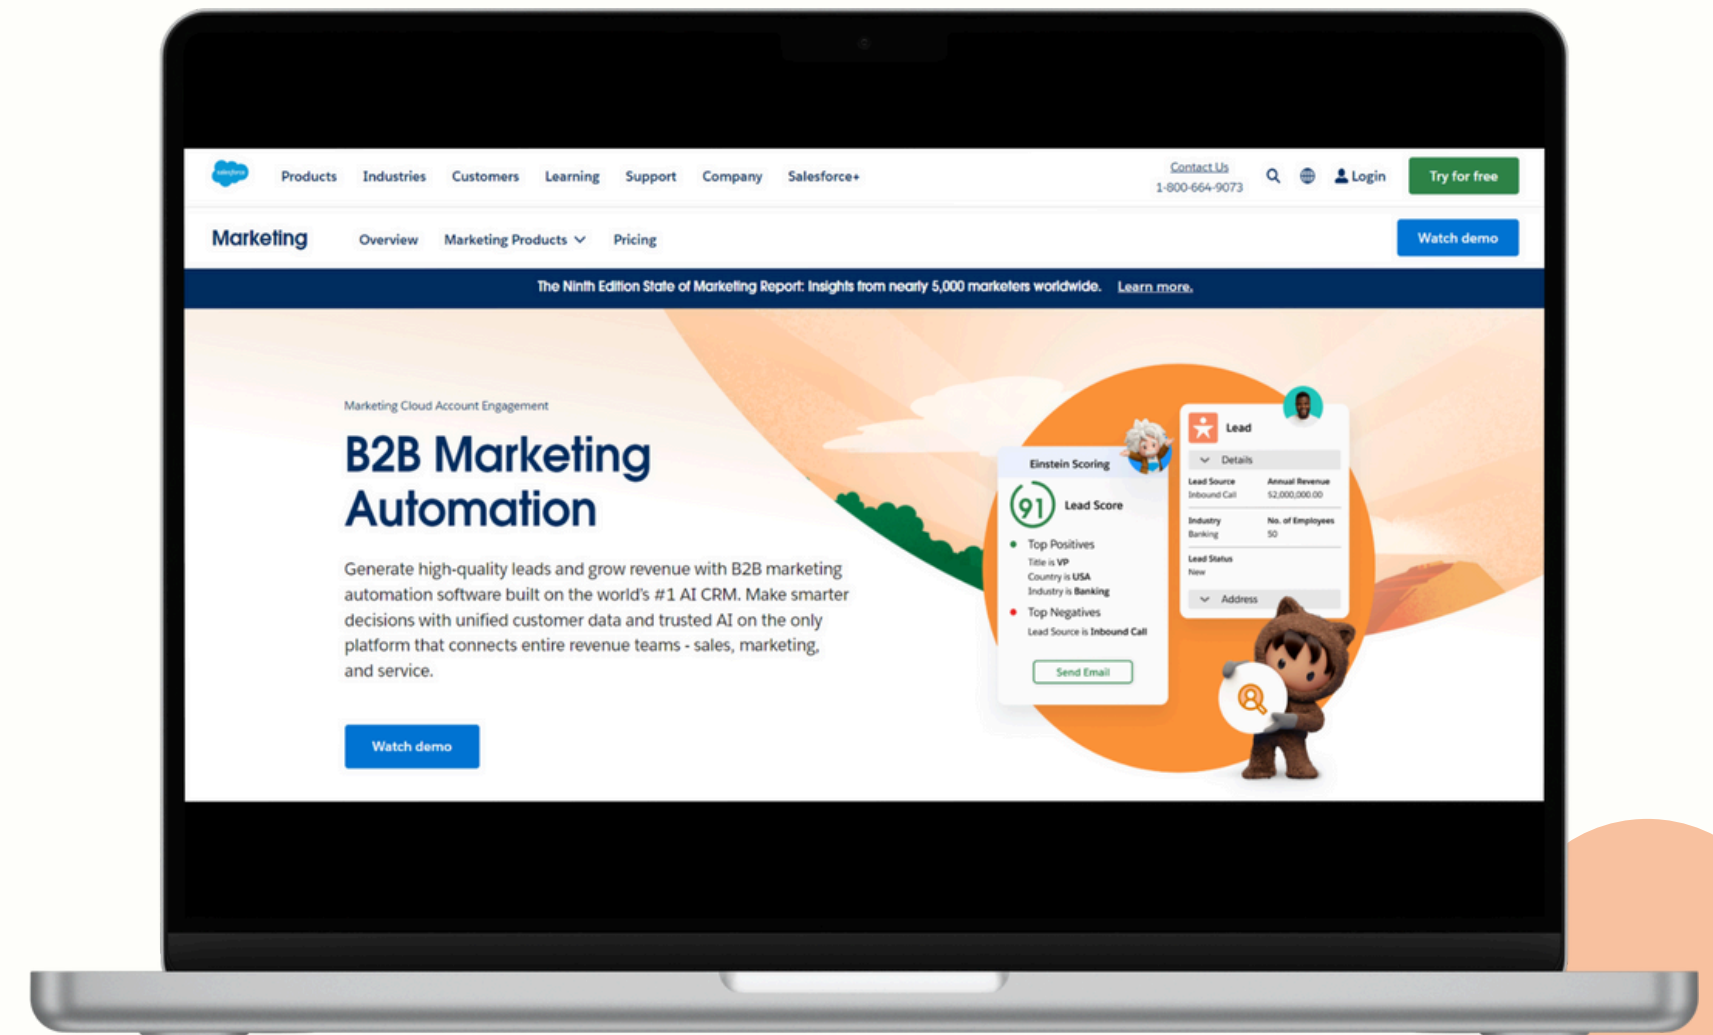 salesforce
Products Industries Customers Learning Support Company Salesforce+
Contact Us
1-800-664-9073
Login
Try for free
Marketing
Overview Marketing Products Pricing
Watch demo
The Ninth Edition State of Marketing Report: Insights from nearly 5,000 marketers worldwide. Learn more.
Marketing Cloud Account Engagement
B2B Marketing
Automation
Generate high-quality leads and grow revenue with B2B marketing
automation software built on the world's #1 AI CRM. Make smarter
decisions with unified customer data and trusted AI on the only
platform that connects entire revenue teams - sales, marketing,
and service.
Watch demo
Einstein Scoring
91 Lead Score
Top Positives
Title is VP
Country is USA
Industry is Banking
Top Negatives
Lead Source is Inbound Call
Send Email
Lead
Details
Lead Source Annual Revenue
Inbound Call $2,000,000.00
Industry No. of Employees
Banking 50
Lead Status
New
Address